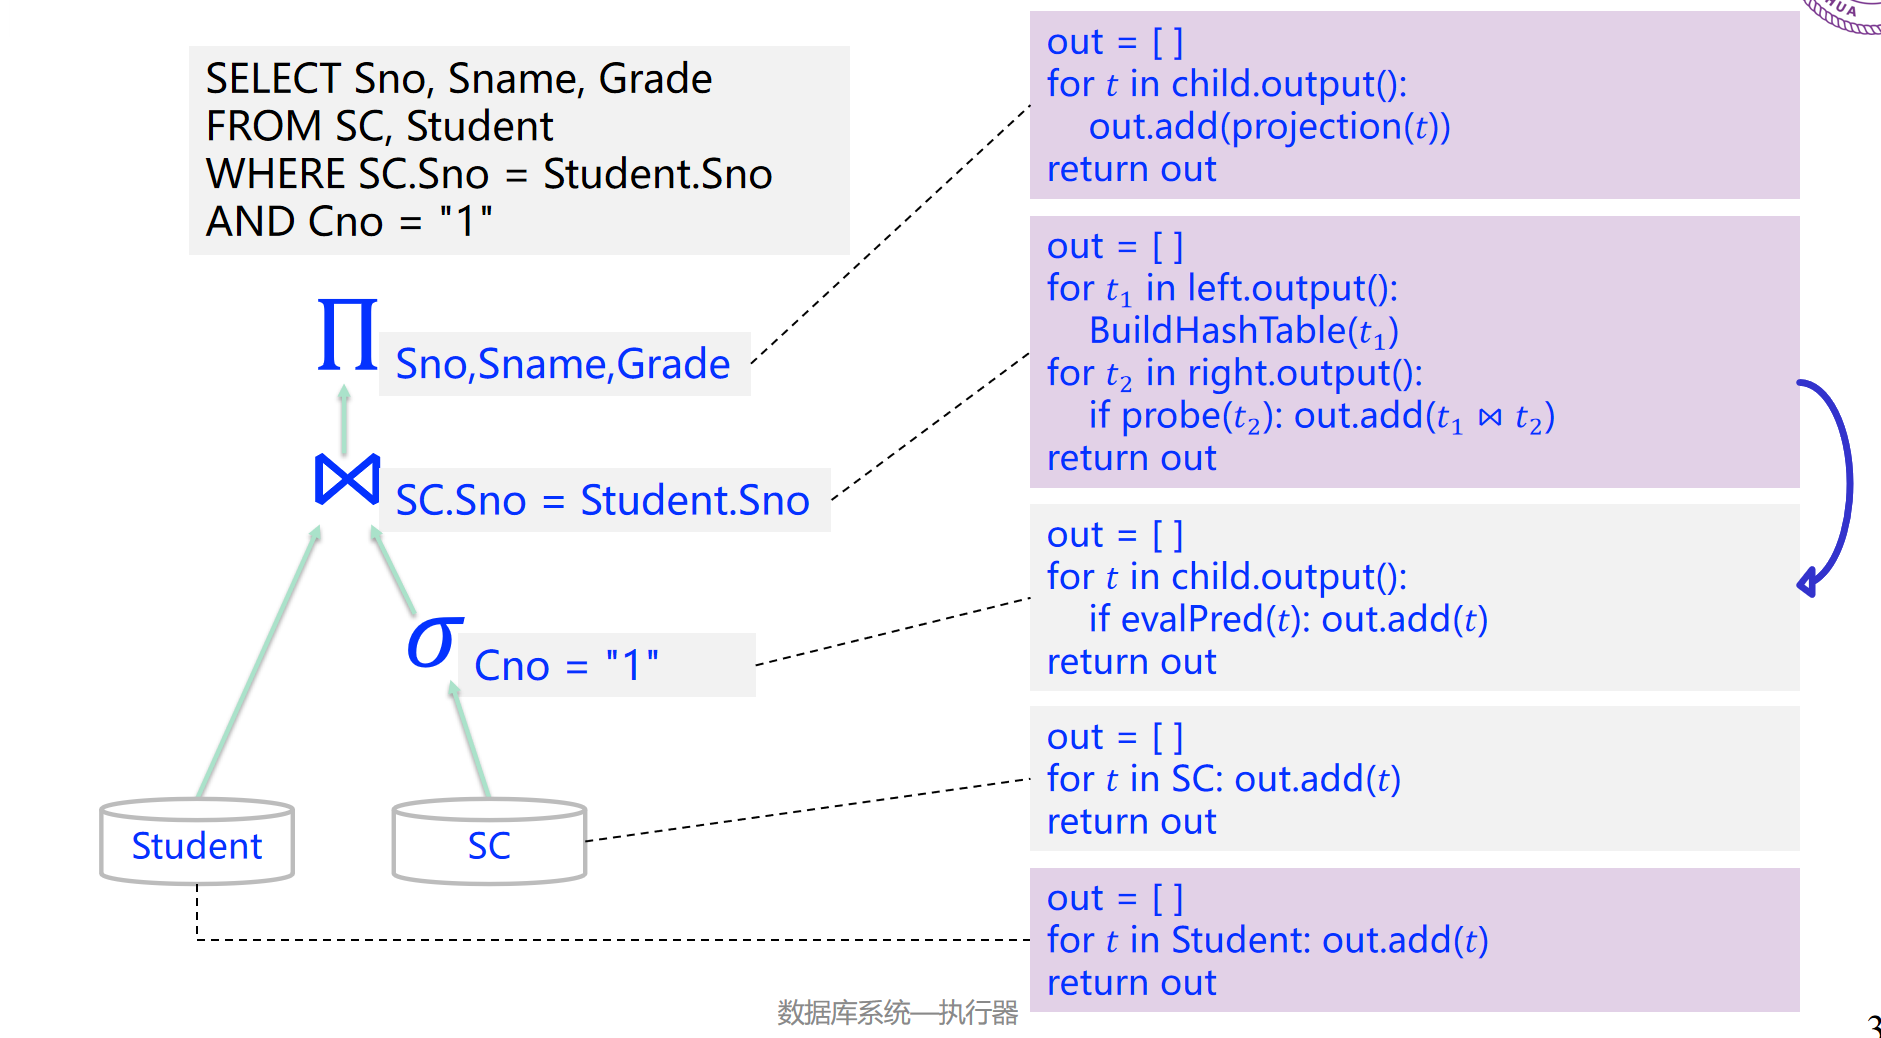 SELECT Sno, Sname, Grade
FROM SC, Student
WHERE SC.Sno = Student.Sno
AND Cno = "1"
∏
Sno,Sname,Grade
⋈
SC.Sno = Student.Sno
σ
Cno = "1"
Student
SC
out = [ ]
for t in child.output():
out.add(projection(t))
return out
out = [ ]
for t₁ in left.output():
BuildHashTable(t₁)
for t₂ in right.output():
if probe(t₂): out.add(t₁ ⋈ t₂)
return out
out = [ ]
for t in child.output():
if evalPred(t): out.add(t)
return out
out = [ ]
for t in SC: out.add(t)
return out
out = [ ]
for t in Student: out.add(t)
return out
数据库系统—执行器
3